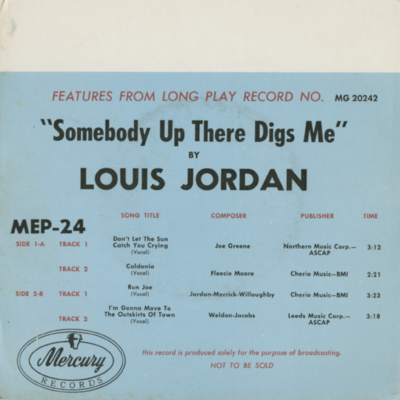 FEATURES FROM LONG PLAY RECORD NO. MG 20242
"Somebody Up There Digs Me"
BY
LOUIS JORDAN
MEP-24
SONG TITLE COMPOSER PUBLISHER TIME
SIDE 1-A TRACK 1 Don't Let The Sun
Catch You Crying Joe Greene Northern Music Corp.— 3:12
(Vocal) ASCAP
TRACK 2 Caldonia Fleecie Moore Cherio Music—BMI 2:21
(Vocal)
SIDE 2-B TRACK 1 Run Joe Jordan-Merrick-Willoughby Cherio Music—BMI 3:23
(Vocal)
I'm Gonna Move To
TRACK 2 The Outskirts Of Town Weldon-Jacobs Leeds Music Corp.— 3:18
(Vocal) ASCAP
Mercury
RECORDS
this record is produced solely for the purpose of broadcasting.
NOT TO BE SOLD